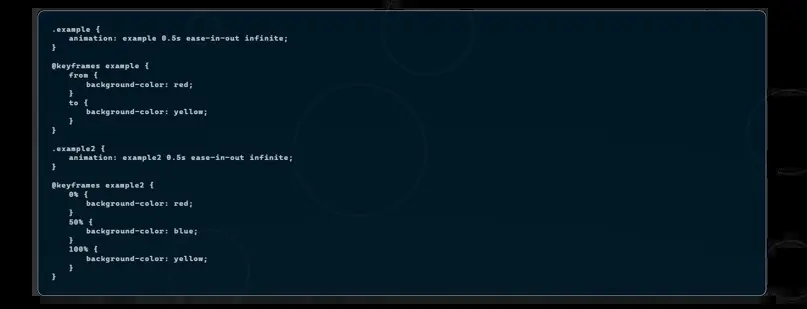 .example {
    animation: example 0.5s ease-in-out infinite;
}
@keyframes example {
    from {
        background-color: red;
    }
    to {
        background-color: yellow;
    }
}
.example2 {
    animation: example2 0.5s ease-in-out infinite;
}
@keyframes example2 {
    0% {
        background-color: red;
    }
    50% {
        background-color: blue;
    }
    100% {
        background-color: yellow;
    }
}